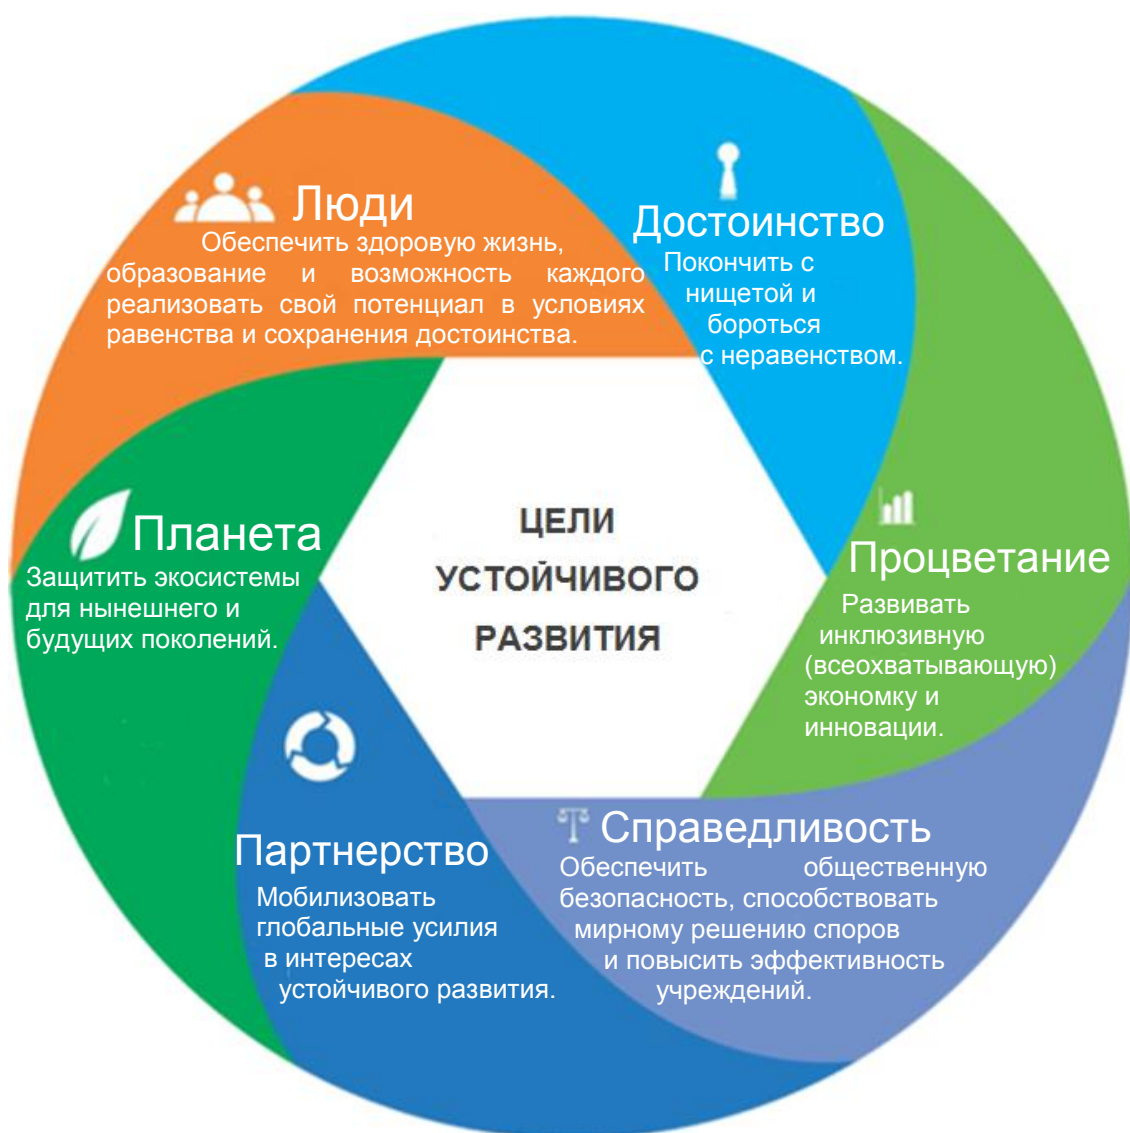 Люди
Обеспечить здоровую жизнь,
образование и возможность каждого
реализовать свой потенциал в условиях
равенства и сохранения достоинства.
Достоинство
Покончить с
нищетой и
бороться
с неравенством.
Планета
Защитить экосистемы
для нынешнего и
будущих поколений.
ЦЕЛИ
УСТОЙЧИВОГО
РАЗВИТИЯ
Процветание
Развивать
инклюзивную
(всеохватывающую)
экономку и
инновации.
Партнерство
Мобилизовать
глобальные усилия
в интересах
устойчивого развития.
Справедливость
Обеспечить общественную
безопасность, способствовать
мирному решению споров
и повысить эффективность
учреждений.